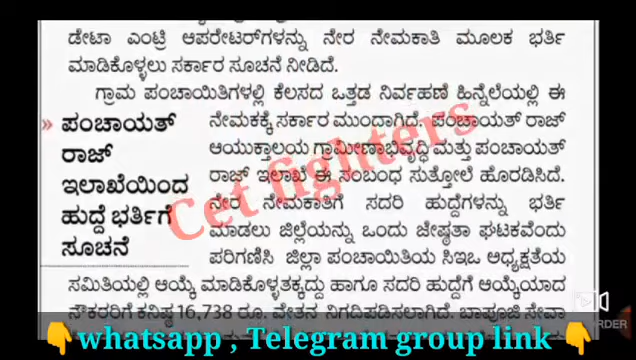 ಡೇಟಾ ಎಂಟ್ರಿ ಆಪರೇಟರ್‌ಗಳನ್ನು ನೇರ ನೇಮಕಾತಿ ಮೂಲಕ ಭರ್ತಿ
ಮಾಡಿಕೊಳ್ಳಲು ಸರ್ಕಾರ ಸೂಚನೆ ನೀಡಿದೆ.
ಗ್ರಾಮ ಪಂಚಾಯಿತಿಗಳಲ್ಲಿ ಕೆಲಸದ ಒತ್ತಡ ನಿರ್ವಹಣೆ ಹಿನ್ನೆಲೆಯಲ್ಲಿ ಈ
ನೇಮಕಕ್ಕೆ ಸರ್ಕಾರ ಮುಂದಾಗಿದೆ. ಪಂಚಾಯತ್ ರಾಜ್
ಆಯುಕ್ತಾಲಯ ಗ್ರಾಮೀಣಾಭಿವೃದ್ಧಿ ಮತ್ತು ಪಂಚಾಯತ್
ರಾಜ್ ಇಲಾಖೆ ಈ ಸಂಬಂಧ ಸುತ್ತೋಲೆ ಹೊರಡಿಸಿದೆ.
ನೇರ ನೇಮಕಾತಿಗೆ ಸದರಿ ಹುದ್ದೆಗಳನ್ನು ಭರ್ತಿ
ಮಾಡಲು ಜಿಲ್ಲೆಯನ್ನು ಒಂದು ಜೇಷ್ಠತಾ ಘಟಕವೆಂದು
ಪರಿಗಣಿಸಿ ಜಿಲ್ಲಾ ಪಂಚಾಯಿತಿಯ ಸಿಇಒ ಅಧ್ಯಕ್ಷತೆಯ
» ಪಂಚಾಯತ್
ರಾಜ್
ಇಲಾಖೆಯಿಂದ
ಹುದ್ದೆ ಭರ್ತಿಗೆ
ಸೂಚನೆ
ಸಮಿತಿಯಲ್ಲಿ ಆಯ್ಕೆ ಮಾಡಿಕೊಳ್ಳತಕ್ಕದ್ದು ಹಾಗೂ ಸದರಿ ಹುದ್ದೆಗೆ ಆಯ್ಕೆಯಾದ
ನೌಕರರಿಗೆ ಕನಿಷ್ಠ 16,738 ರೂ. ವೇತನ ನಿಗದಿಪಡಿಸಲಾಗಿದೆ. ಬಾಪೂಜಿ ಸೇವಾ
Cet fighters
RDER
👇whatsapp , Telegram group link👇